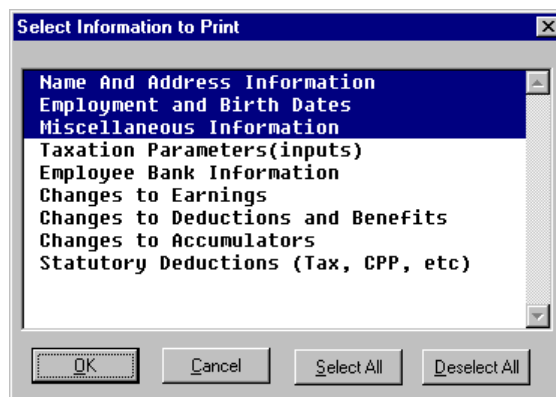 Select Information to Print
Name And Address Information
Employment and Birth Dates
Miscellaneous Information
Taxation Parameters(inputs)
Employee Bank Information
Changes to Earnings
Changes to Deductions and Benefits
Changes to Accumulators
Statutory Deductions (Tax, CPP, etc)
OK Cancel Select All Deselect All